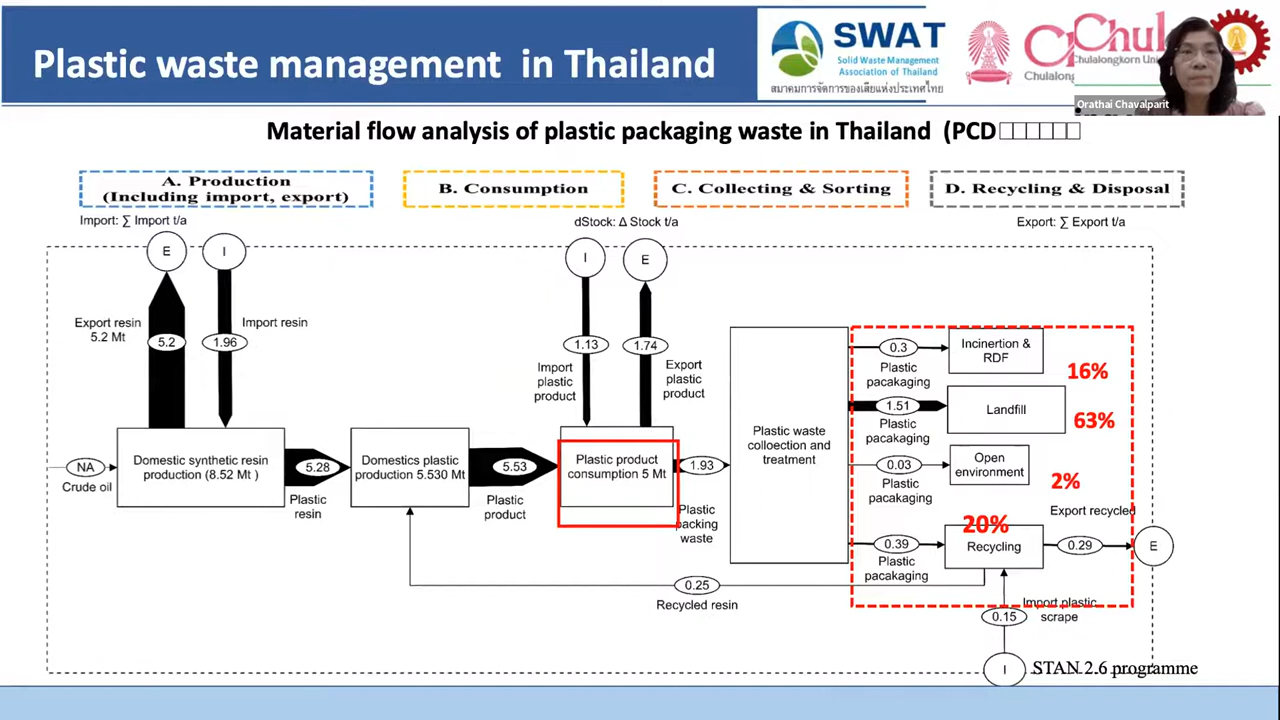 Plastic waste management in Thailand
SWAT
Solid Waste Management
Association of Thailand
สมาคมการจัดการของเสียแห่งประเทศไทย
Chulalongkorn
Orathai Chavalparit
Material flow analysis of plastic packaging waste in Thailand (PCD
A. Production
(Including import, export)
B. Consumption
C. Collecting & Sorting
D. Recycling & Disposal
Import: ∑ Import t/a
dStock: Δ Stock t/a
Export: ∑ Export t/a
E
I
I
E
Export resin
5.2 Mt
5.2
1.96
Import resin
1.13
1.74
Import
plastic
product
Export
plastic
product
0.3
Plastic
pacakaging
Incinertion &
RDF
16%
1.51
Plastic
pacakaging
Landfill
63%
NA
Crude oil
Domestic synthetic resin
production (8.52 Mt )
5.28
Plastic
resin
Domestics plastic
production 5.530 Mt
5.53
Plastic
product
Plastic product
consumption 5 Mt
1.93
Plastic
packing
waste
Plastic waste
colloection and
treatment
0.03
Plastic
pacakaging
Open
environment
2%
Export recycled
20%
0.39
Plastic
pacakaging
Recycling
0.29
E
0.25
Recycled resin
Import plastic
scrape
0.15
I
STAN 2.6 programme